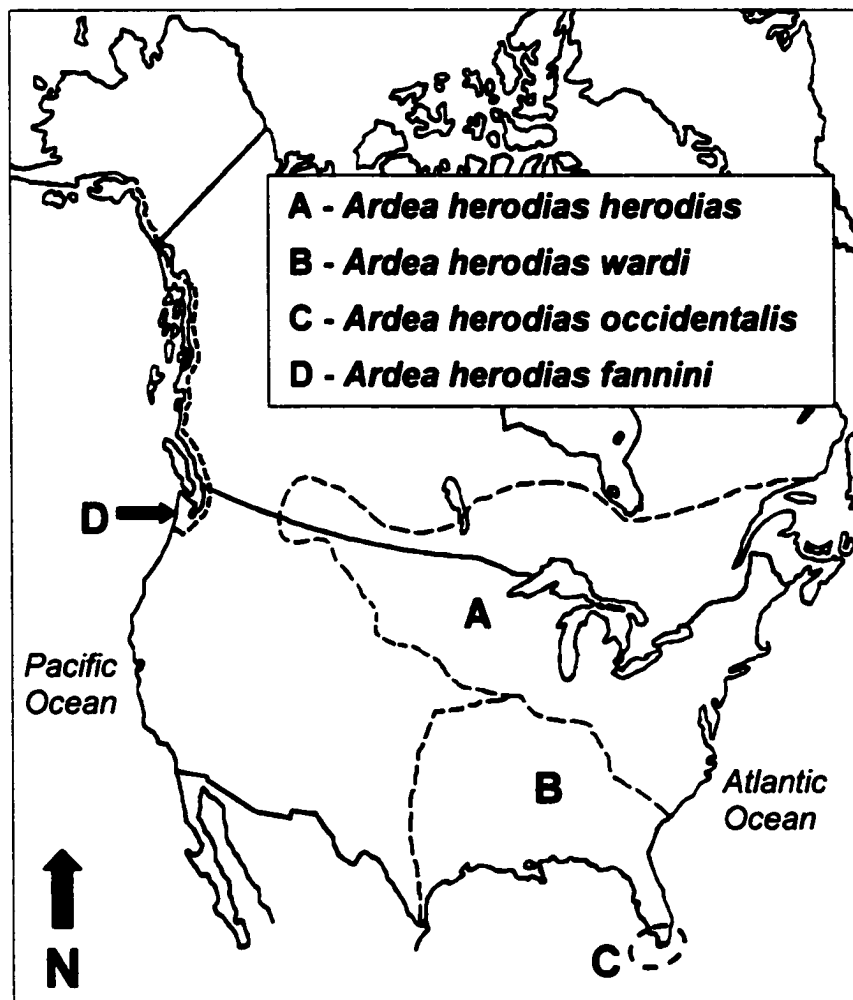 A - Ardea herodias herodias
B - Ardea herodias wardi
C - Ardea herodias occidentalis
D - Ardea herodias fannini
D
A
Pacific
Ocean
B
Atlantic
Ocean
N
C